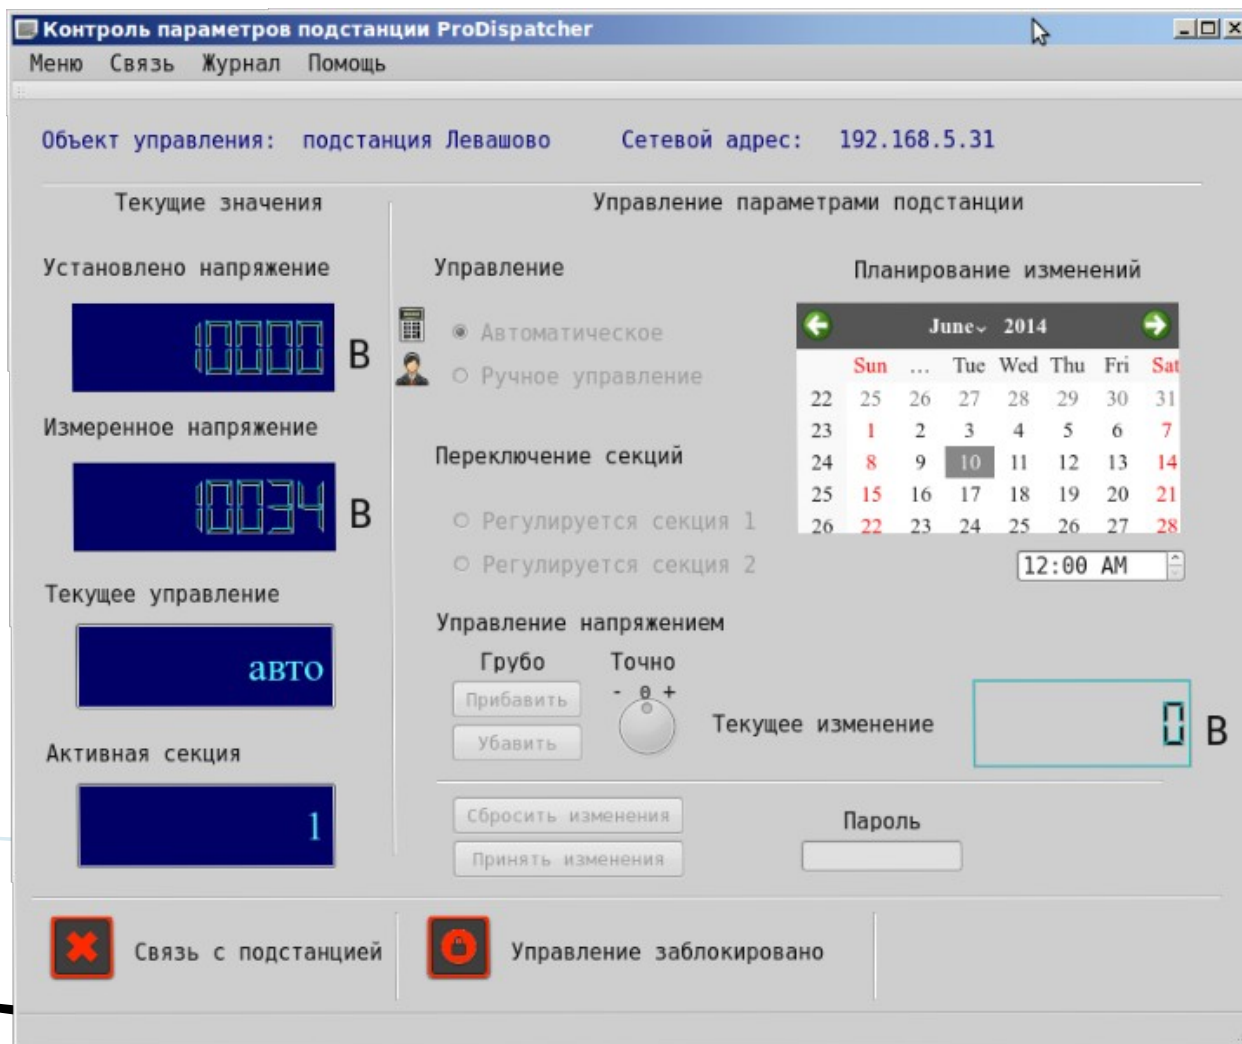 Контроль параметров подстанции ProDispatcher
Меню Связь Журнал Помощь
Объект управления: подстанция Левашово Сетевой адрес: 192.168.5.31
Текущие значения
Управление параметрами подстанции
Установлено напряжение
10000 В
Измеренное напряжение
10034 В
Текущее управление
авто
Активная секция
1
Управление
Автоматическое
Ручное управление
Переключение секций
Регулируется секция 1
Регулируется секция 2
Планирование изменений
June 2014
Sun ... Tue Wed Thu Fri Sat
22 25 26 27 28 29 30 31
23 1 2 3 4 5 6 7
24 8 9 10 11 12 13 14
25 15 16 17 18 19 20 21
26 22 23 24 25 26 27 28
12:00 AM
Управление напряжением
Грубо Точно
Прибавить - 0 +
Убавить
Текущее изменение 0 В
Сбросить изменения
Принять изменения
Пароль
Связь с подстанцией
Управление заблокировано